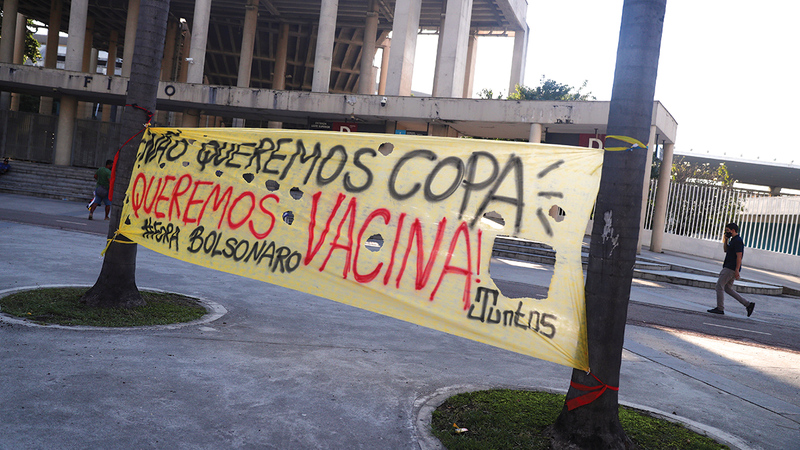 NÃO QUEREMOS COPA
QUEREMOS VACINA!
#FORA BOLSONARO
Juntos